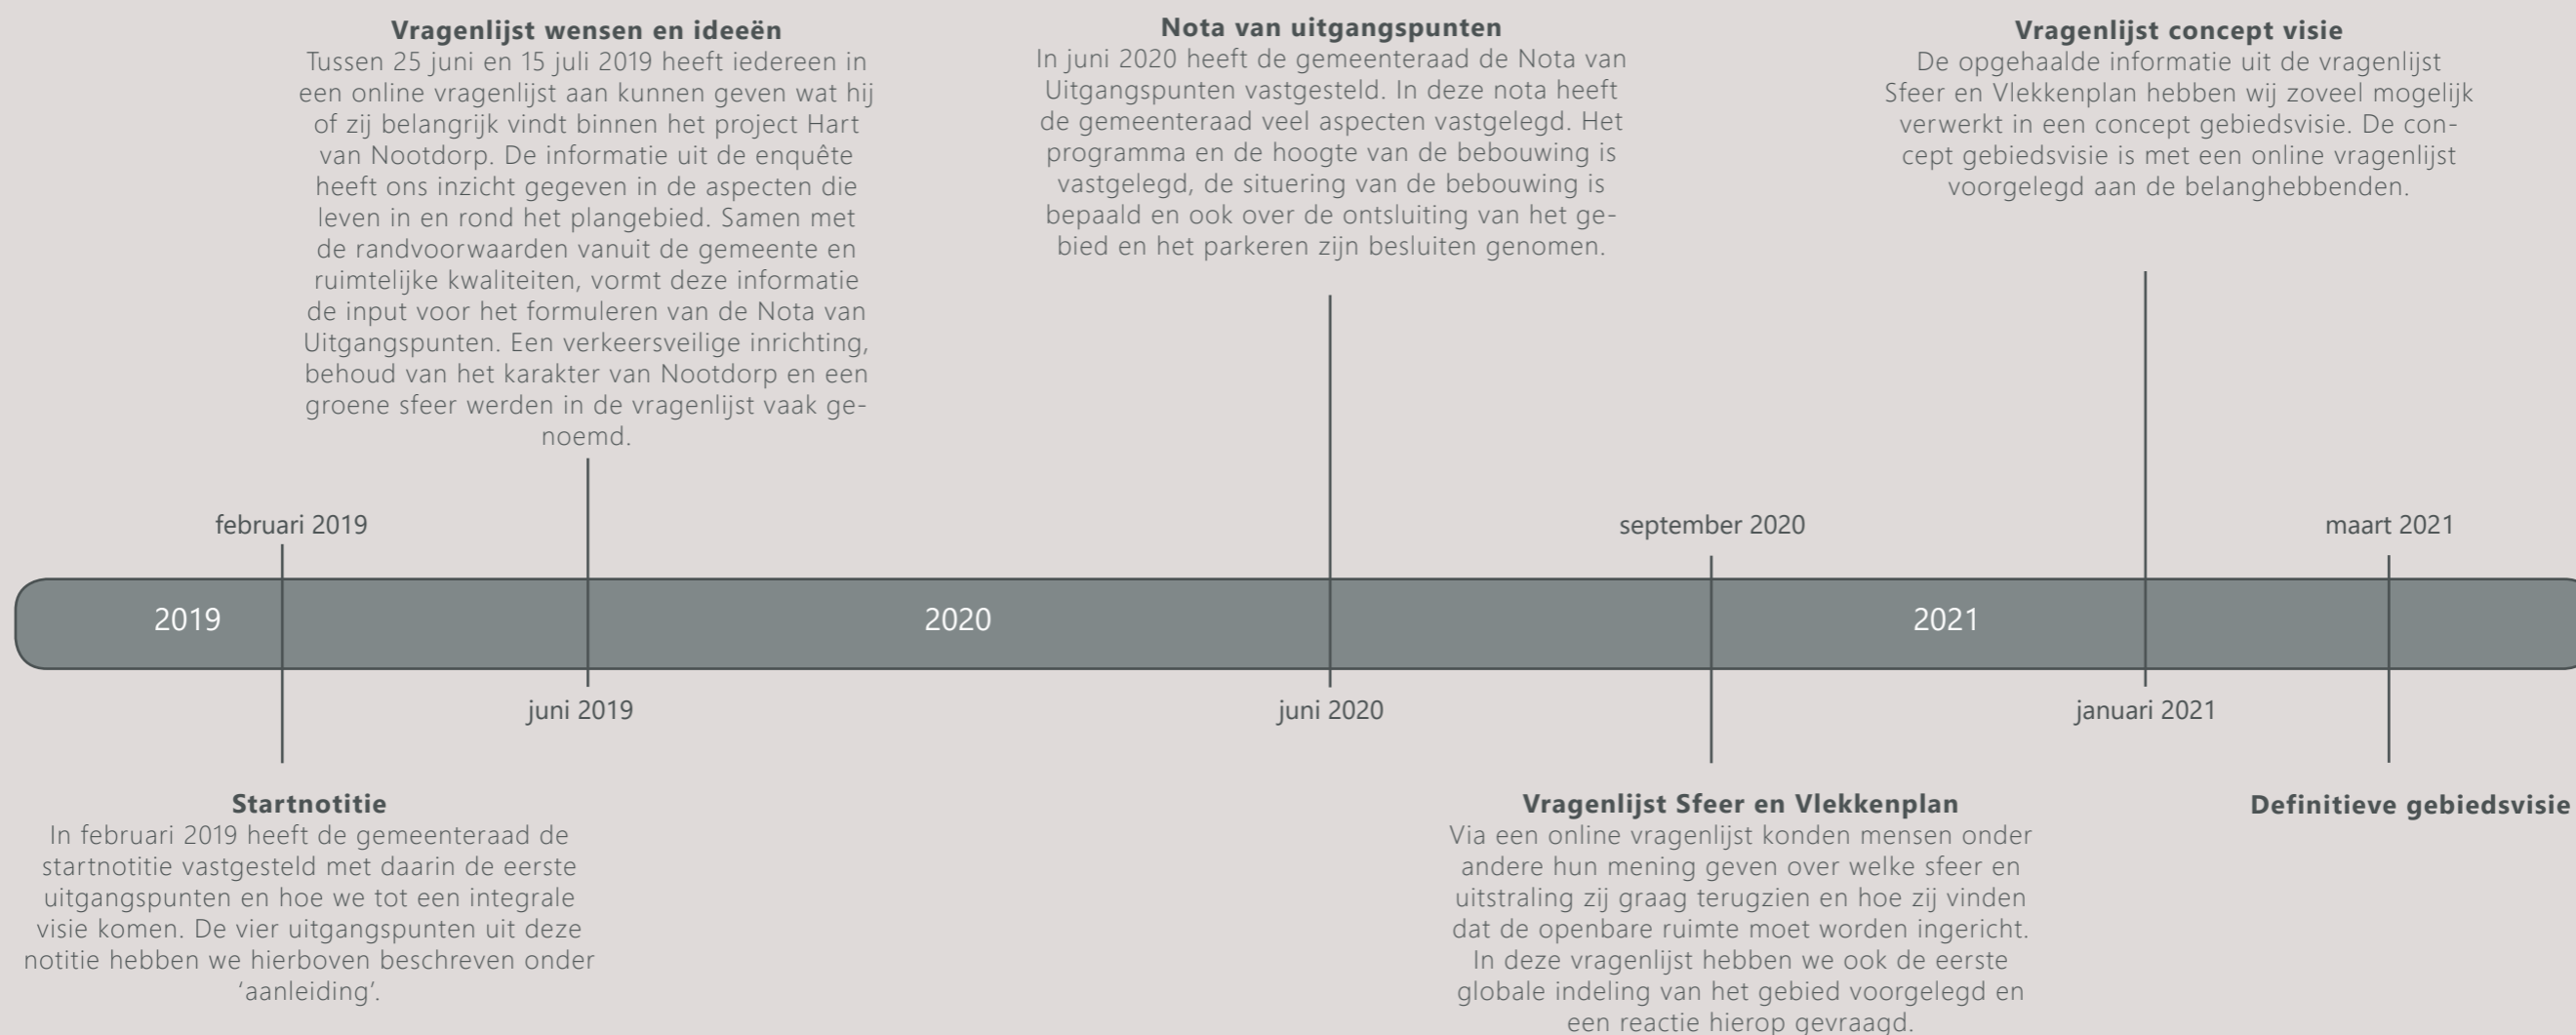 Vragenlijst wensen en ideeën
Tussen 25 juni en 15 juli 2019 heeft iedereen in
een online vragenlijst aan kunnen geven wat hij
of zij belangrijk vindt binnen het project Hart
van Nootdorp. De informatie uit de enquête
heeft ons inzicht gegeven in de aspecten die
leven in en rond het plangebied. Samen met
de randvoorwaarden vanuit de gemeente en
ruimtelijke kwaliteiten, vormt deze informatie
de input voor het formuleren van de Nota van
Uitgangspunten. Een verkeersveilige inrichting,
behoud van het karakter van Nootdorp en een
groene sfeer werden in de vragenlijst vaak ge-
noemd.
Nota van uitgangspunten
In juni 2020 heeft de gemeenteraad de Nota van
Uitgangspunten vastgesteld. In deze nota heeft
de gemeenteraad veel aspecten vastgelegd. Het
programma en de hoogte van de bebouwing is
vastgelegd, de situering van de bebouwing is
bepaald en ook over de ontsluiting van het ge-
bied en het parkeren zijn besluiten genomen.
Vragenlijst concept visie
De opgehaalde informatie uit de vragenlijst
Sfeer en Vlekkenplan hebben wij zoveel mogelijk
verwerkt in een concept gebiedsvisie. De con-
cept gebiedsvisie is met een online vragenlijst
voorgelegd aan de belanghebbenden.
februari 2019
september 2020
maart 2021
2019
2020
2021
juni 2019
juni 2020
januari 2021
Startnotitie
In februari 2019 heeft de gemeenteraad de
startnotitie vastgesteld met daarin de eerste
uitgangspunten en hoe we tot een integrale
visie komen. De vier uitgangspunten uit deze
notitie hebben we hierboven beschreven onder
‘aanleiding’.
Vragenlijst Sfeer en Vlekkenplan
Via een online vragenlijst konden mensen onder
andere hun mening geven over welke sfeer en
uitstraling zij graag terugzien en hoe zij vinden
dat de openbare ruimte moet worden ingericht.
In deze vragenlijst hebben we ook de eerste
globale indeling van het gebied voorgelegd en
een reactie hierop gevraagd.
Definitieve gebiedsvisie